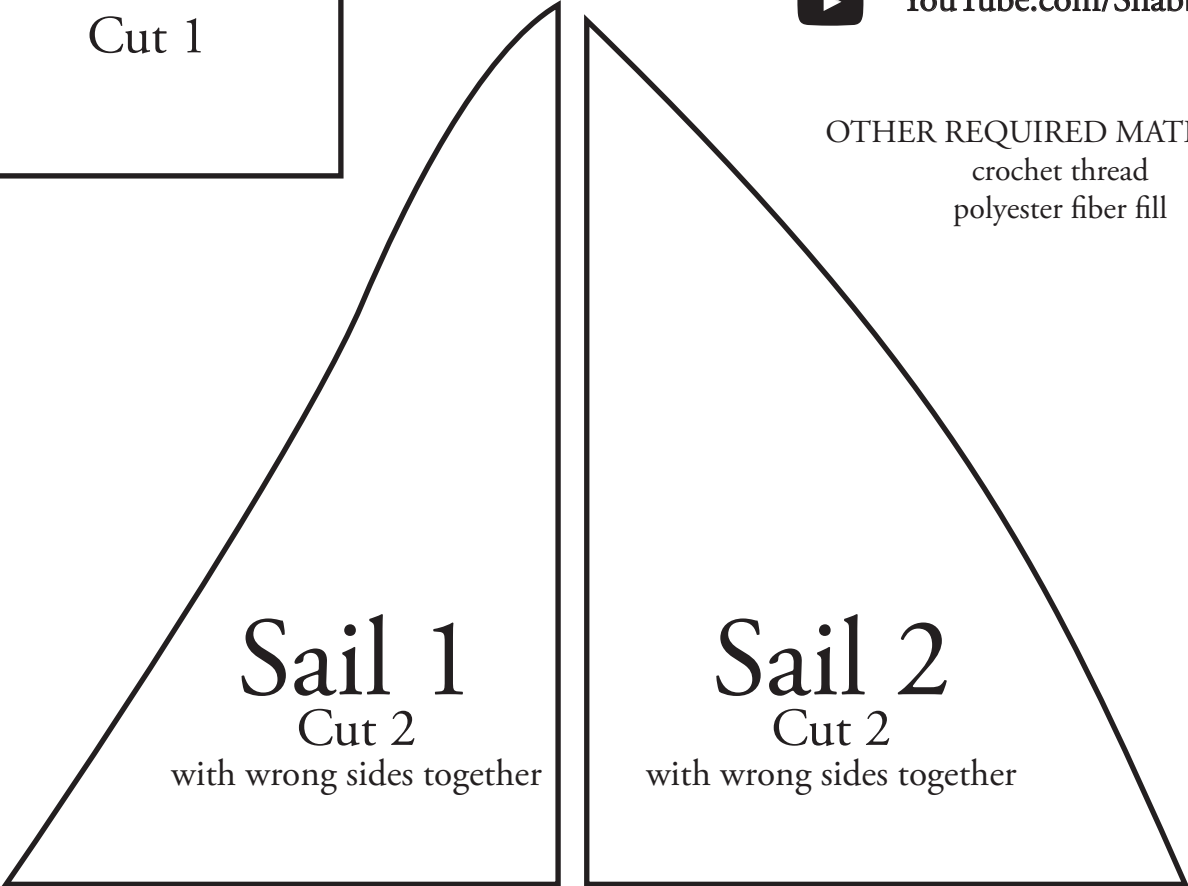 Cut 1
OTHER REQUIRED
crochet thread
polyester fiber fill
Sail 1
Cut 2
with wrong sides together
Sail 2
Cut 2
with wrong sides together